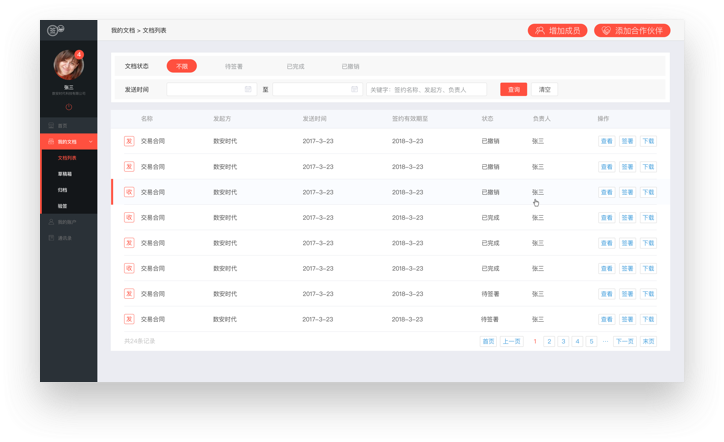 签
我的文档 > 文档列表
增加成员
添加合作伙伴
4
张三
首页
我的文档
文档列表
草稿箱
归档
验签
我的账户
通讯录
文档状态 不限 待签署 已完成 已撤销
发送时间 至 关键字：签约名称、发起方、负责人 查询 清空
名称 发起方 发送时间 签约有效期至 状态 负责人 操作
发 交易合同 数安时代 2017-3-23 2018-3-23 已撤销 张三 查看 签署 下载
发 交易合同 数安时代 2017-3-23 2018-3-23 已撤销 张三 查看 签署 下载
收 交易合同 数安时代 2017-3-23 2018-3-23 已撤销 张三 查看 签署 下载
收 交易合同 数安时代 2017-3-23 2018-3-23 已完成 张三 查看 签署 下载
发 交易合同 数安时代 2017-3-23 2018-3-23 已完成 张三 查看 签署 下载
收 交易合同 数安时代 2017-3-23 2018-3-23 已完成 张三 查看 签署 下载
发 交易合同 数安时代 2017-3-23 2018-3-23 待签署 张三 查看 签署 下载
发 交易合同 数安时代 2017-3-23 2018-3-23 待签署 张三 查看 签署 下载
共24条记录 首页 上一页 1 2 3 4 5 ··· 下一页 末页